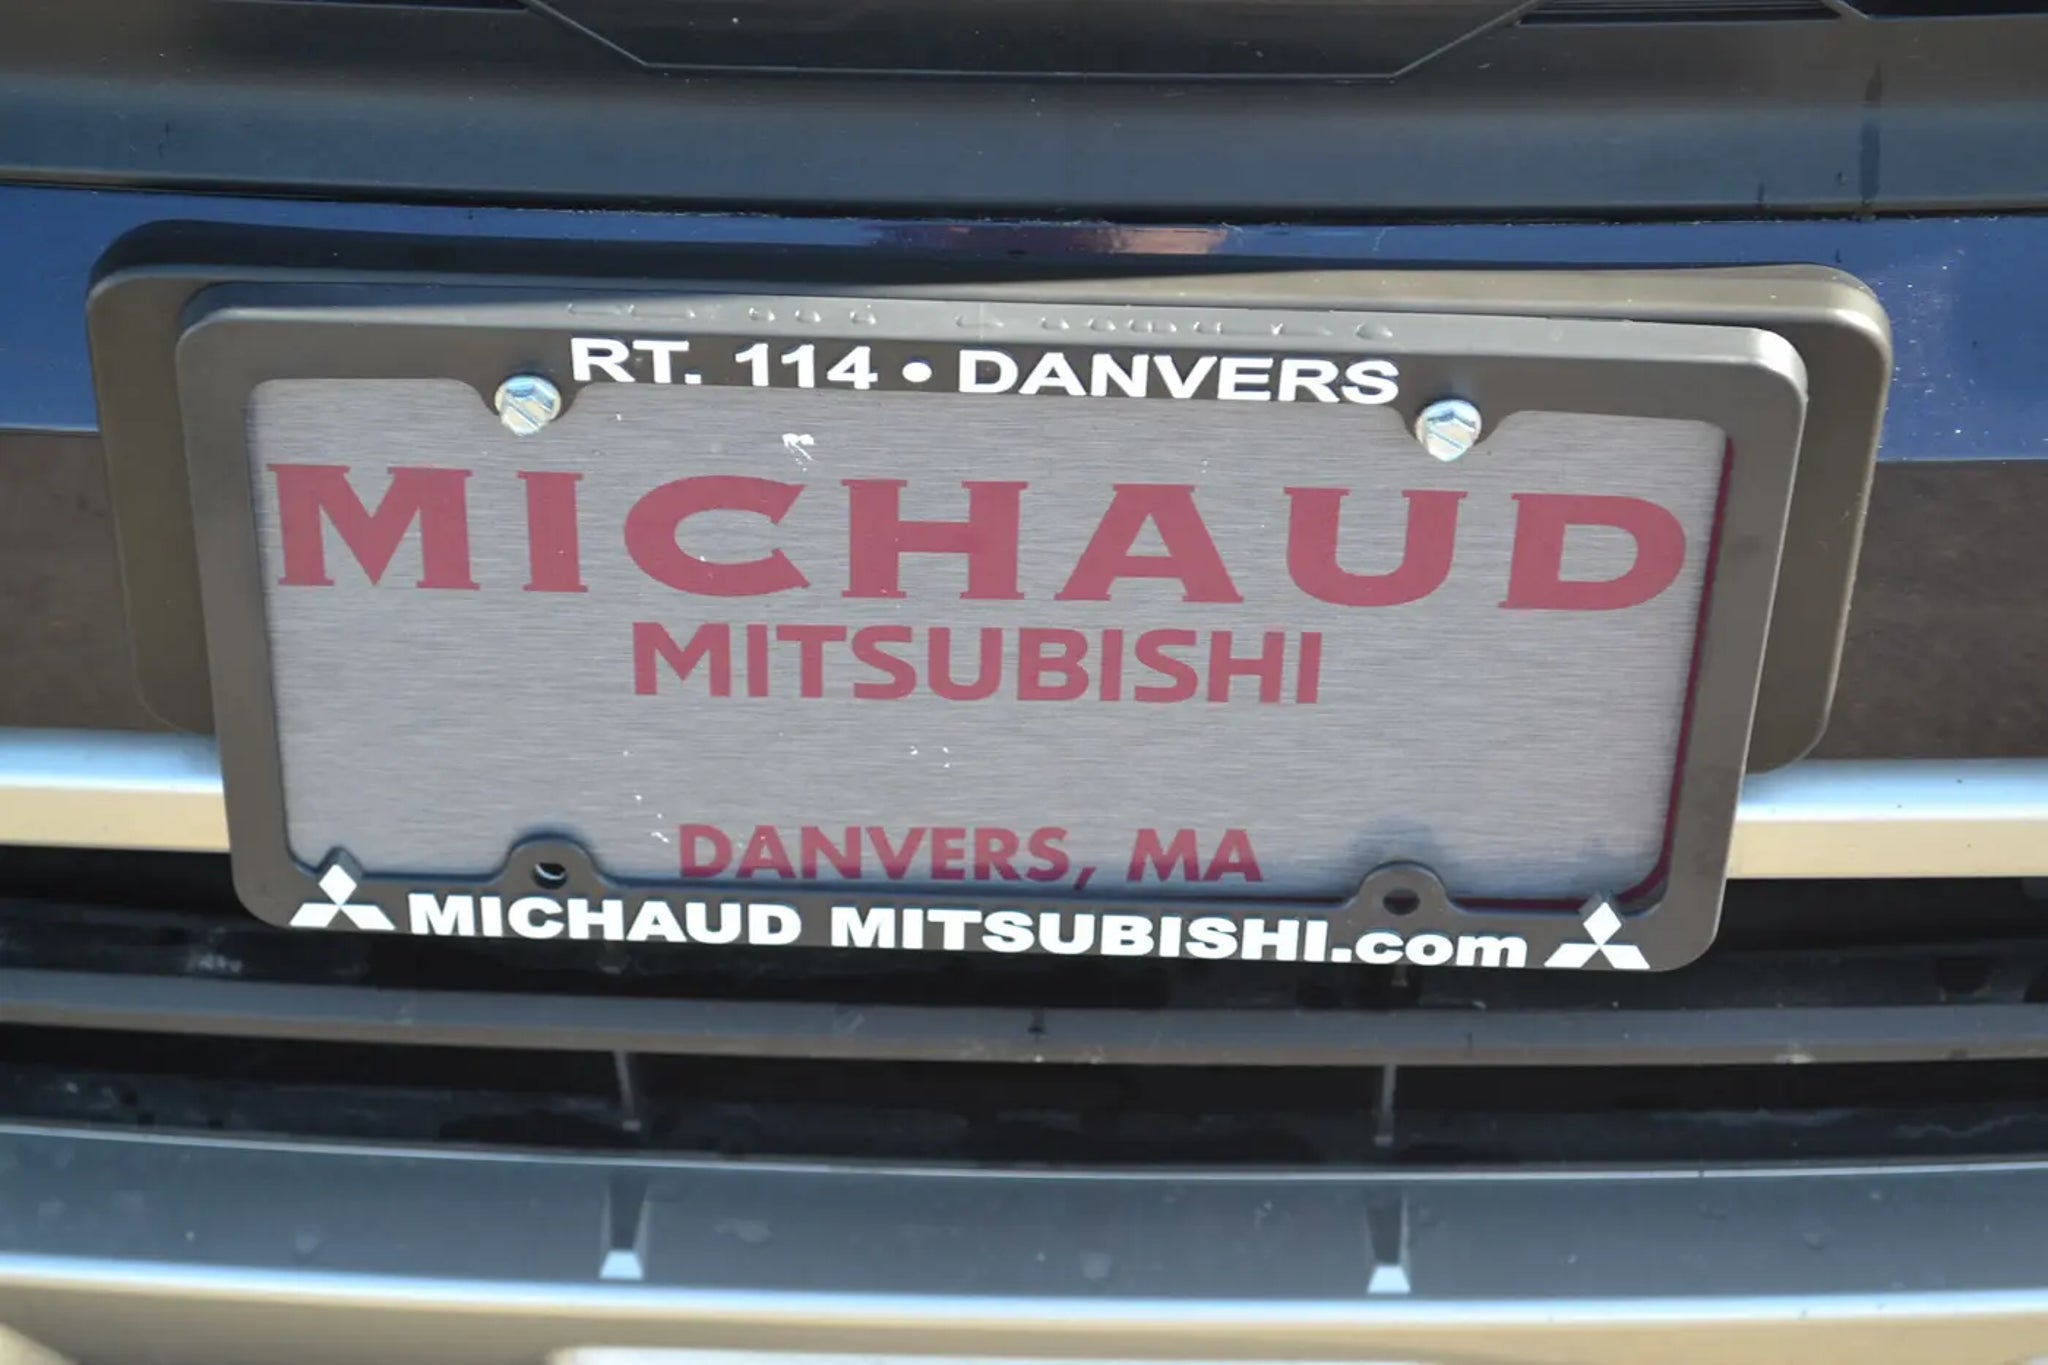 RT. 114 • DANVERS
MICHAUD
MITSUBISHI
DANVERS, MA
MICHAUD MITSUBISHI.com